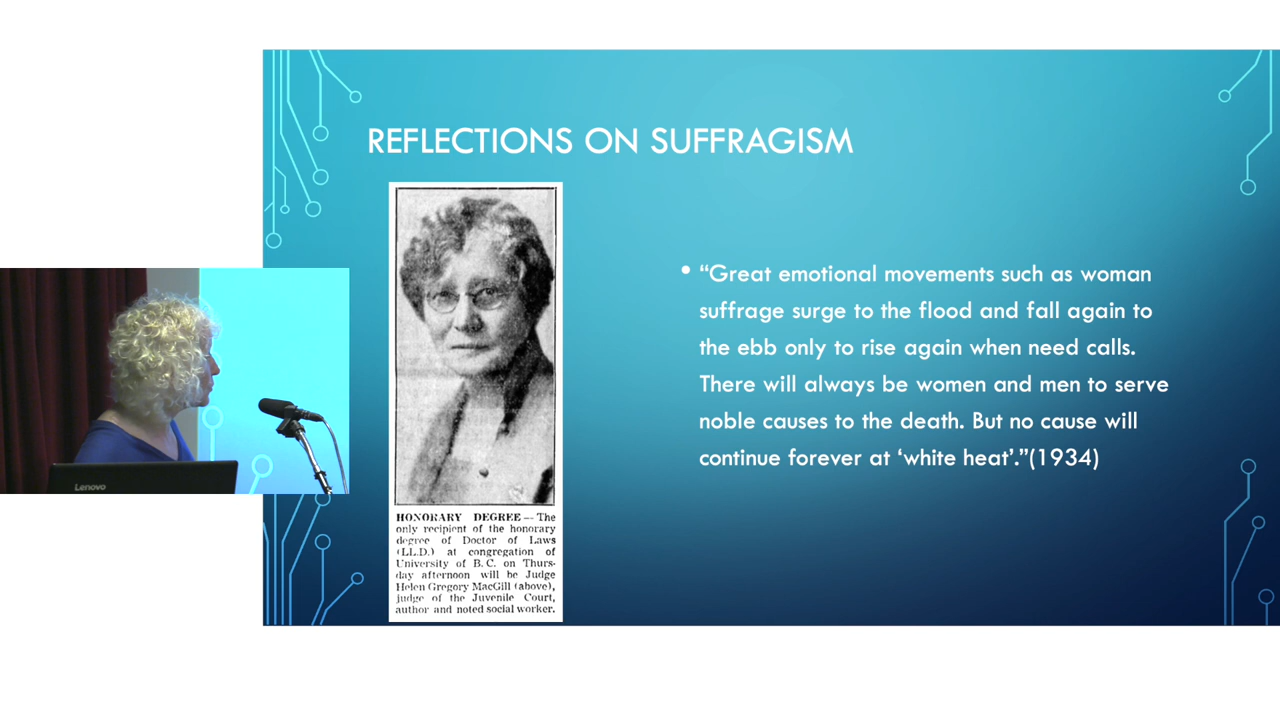 REFLECTIONS ON SUFFRAGISM
HONORARY DEGREE — The
only recipient of the honorary
degree of Doctor of Laws
(LL.D.) at congregation of
University of B. C. on Thurs-
day afternoon will be Judge
Helen Gregory MacGill (above),
judge of the Juvenile Court,
author and noted social worker.
• “Great emotional movements such as woman
suffrage surge to the flood and fall again to
the ebb only to rise again when need calls.
There will always be women and men to serve
noble causes to the death. But no cause will
continue forever at ‘white heat’.”(1934)
Lenovo